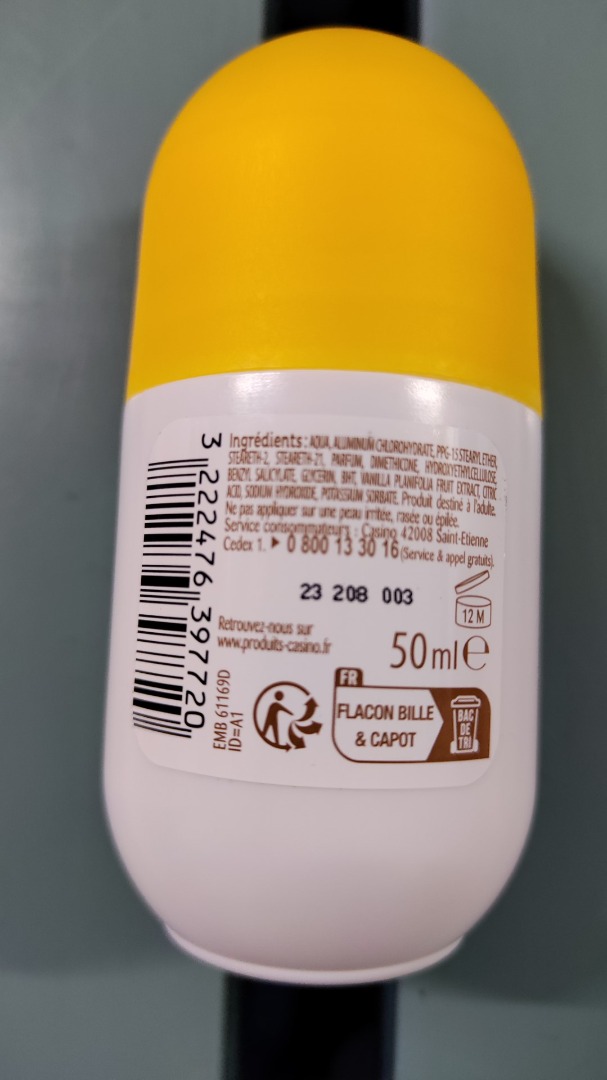 Ingrédients : AQUA, ALUMINUM CHLOROHYDRATE, PPG-15 STEARYL ETHER,
STEARETH-2, STEARETH-21, PARFUM, DIMETHICONE, HYDROXYETHYLCELLULOSE,
BENZYL SALICYLATE, GLYCERIN, BHT, VANILLA PLANIFOLIA FRUIT EXTRACT, CITRIC
ACID, SODIUM HYDROXIDE, POTASSIUM SORBATE. Produit destiné à l'adulte.
Ne pas appliquer sur une peau irritée, rasée ou épilée.
Service consommateurs : Casino 42008 Saint-Etienne
Cedex 1. ▶ 0 800 13 30 16 (Service & appel gratuits).
23 208 003
12 M
Retrouvez-nous sur
www.produits-casino.fr
50 ml e
EMB 61169D
ID=A1
FR
FLACON BILLE
& CAPOT
BAC
DE
TRI
3 222476 397720